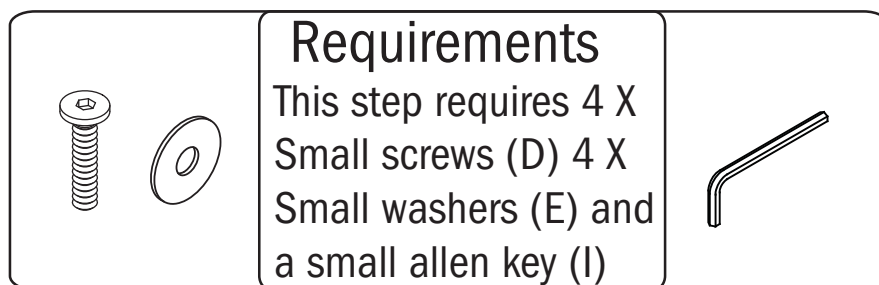 Requirements
This step requires 4 X
Small screws (D) 4 X
Small washers (E) and
a small allen key (I)